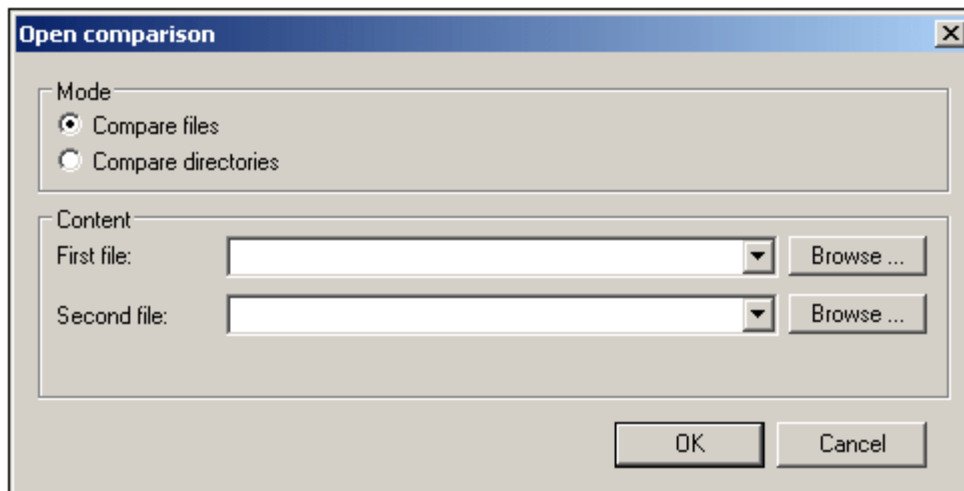 Open comparison
Mode
Compare files
Compare directories
Content
First file:
Browse ...
Second file:
Browse ...
OK
Cancel